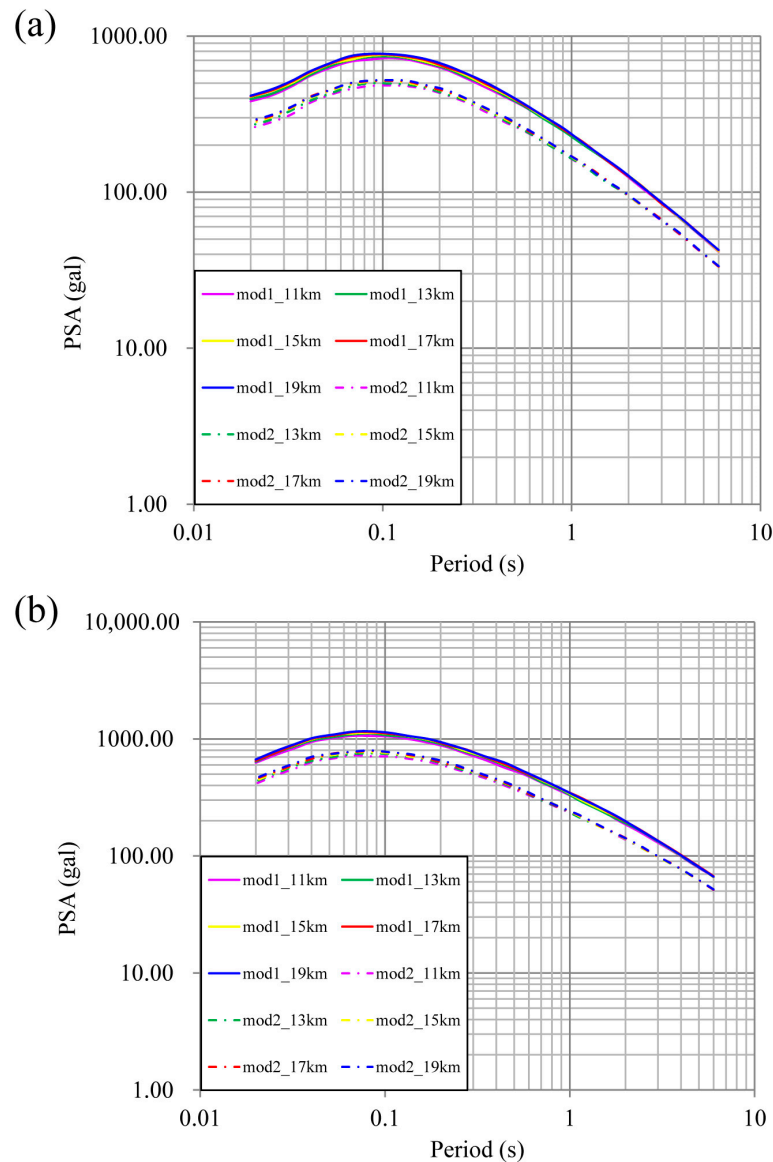 (a)
1000.00
100.00
10.00
1.00
PSA (gal)
mod1_11km mod1_13km
mod1_15km mod1_17km
mod1_19km mod2_11km
mod2_13km mod2_15km
mod2_17km mod2_19km
0.01 0.1 1 10
Period (s)
(b)
10,000.00
1000.00
100.00
10.00
1.00
PSA (gal)
mod1_11km mod1_13km
mod1_15km mod1_17km
mod1_19km mod2_11km
mod2_13km mod2_15km
mod2_17km mod2_19km
0.01 0.1 1 10
Period (s)